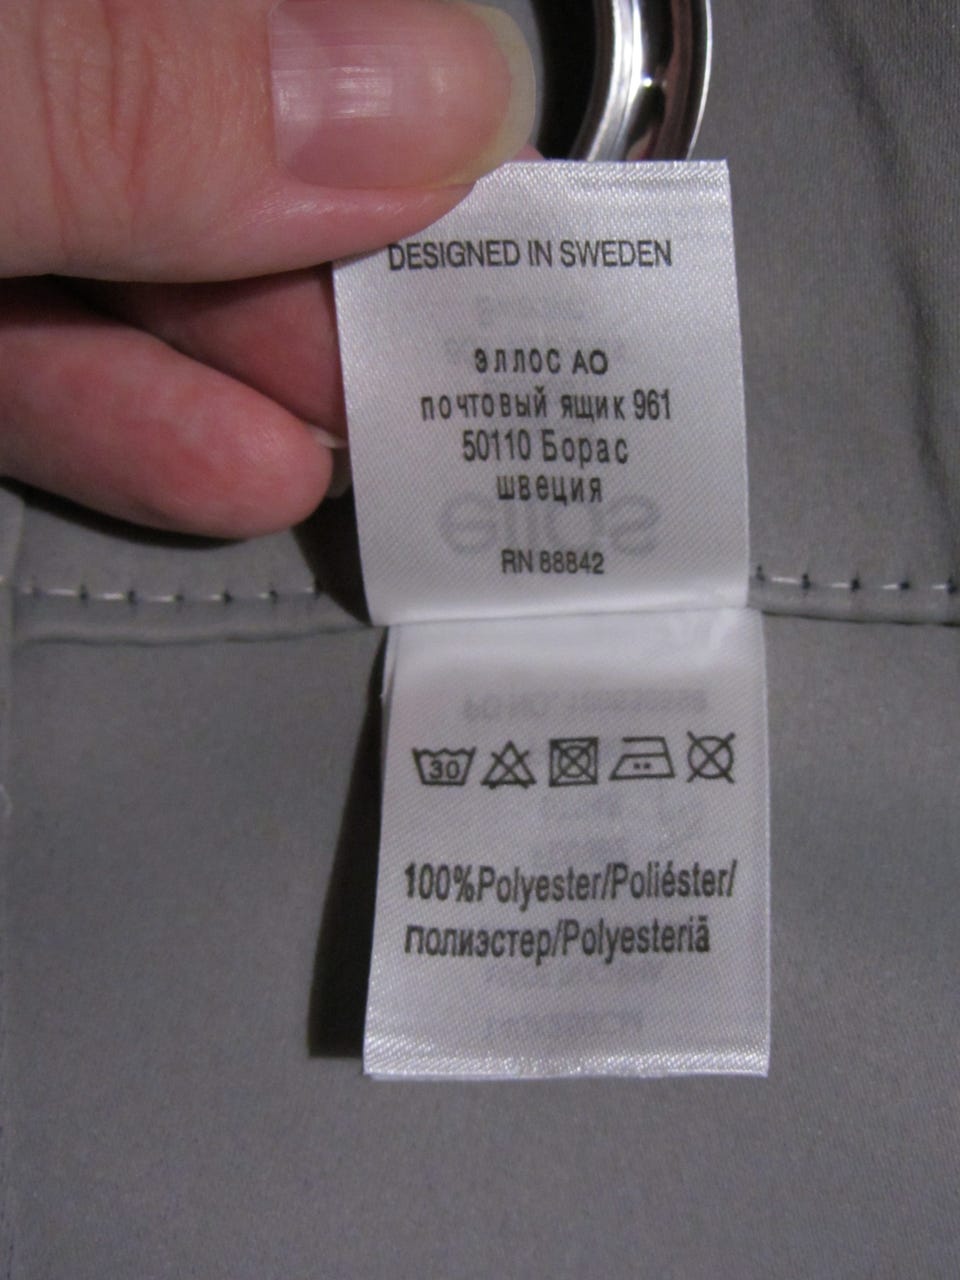 DESIGNED IN SWEDEN
эллос АО
почтовый ящик 961
50110 Борас
швеция
ellos
RN 88842
30
100%Polyester/Poliéster/
полиэстер/Polyesteriä